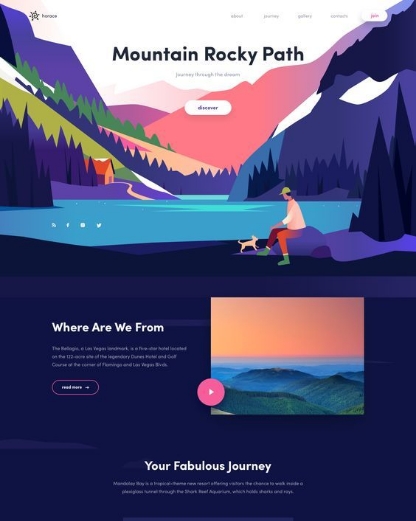 horace
about journey gallery contacts join
Mountain Rocky Path
Journey through the dream
discover
Where Are We From
The Bellagio, a Las Vegas landmark, is a five-star hotel located
on the 122-acre site of the legendary Dunes Hotel and Golf
Course at the corner of Flamingo and Las Vegas Blvds.
read more →
Your Fabulous Journey
Mandalay Bay is a tropical-theme new resort offering visitors the chance to walk inside a
plexiglass tunnel through the Shark Reef Aquarium, which holds sharks and rays.